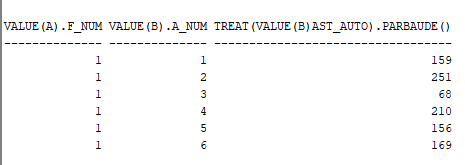 VALUE(A).F_NUM VALUE(B).A_NUM TREAT(VALUE(B)AST_AUTO).PARBAUDE()
-------------- -------------- ----------------------------------
1 1 159
1 2 251
1 3 68
1 4 210
1 5 156
1 6 169